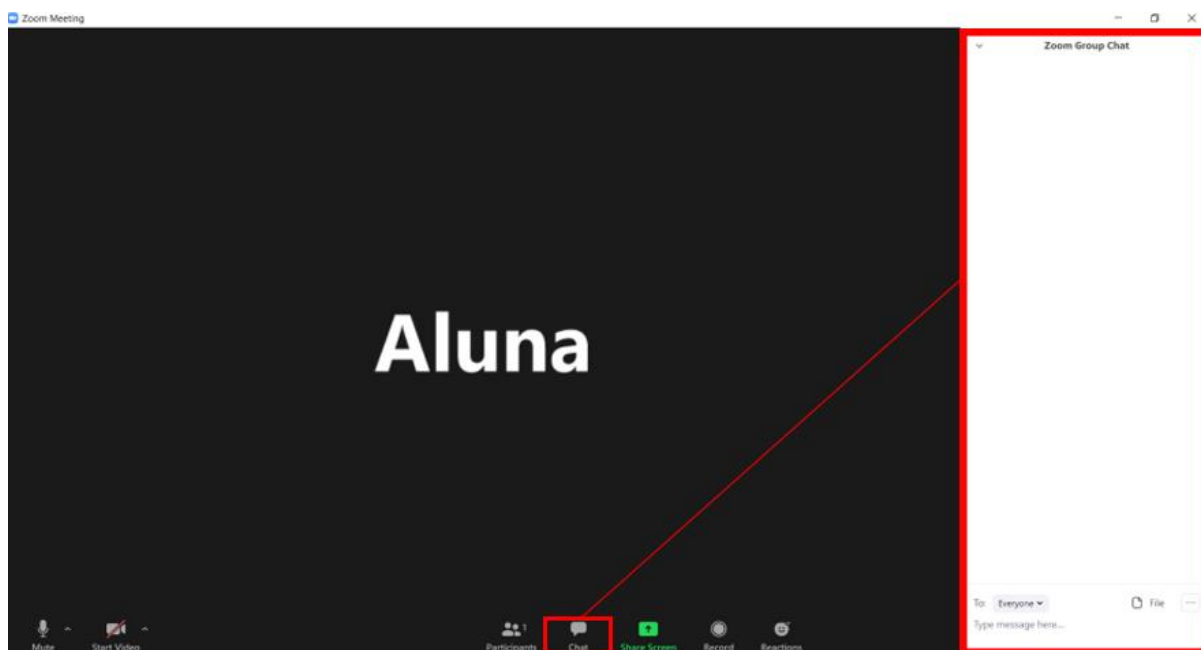 Zoom Meeting
Zoom Group Chat
Aluna
To: Everyone
File
Type message here...
1
Mute
Start Video
Participants
Chat
Share Screen
Record
Reactions